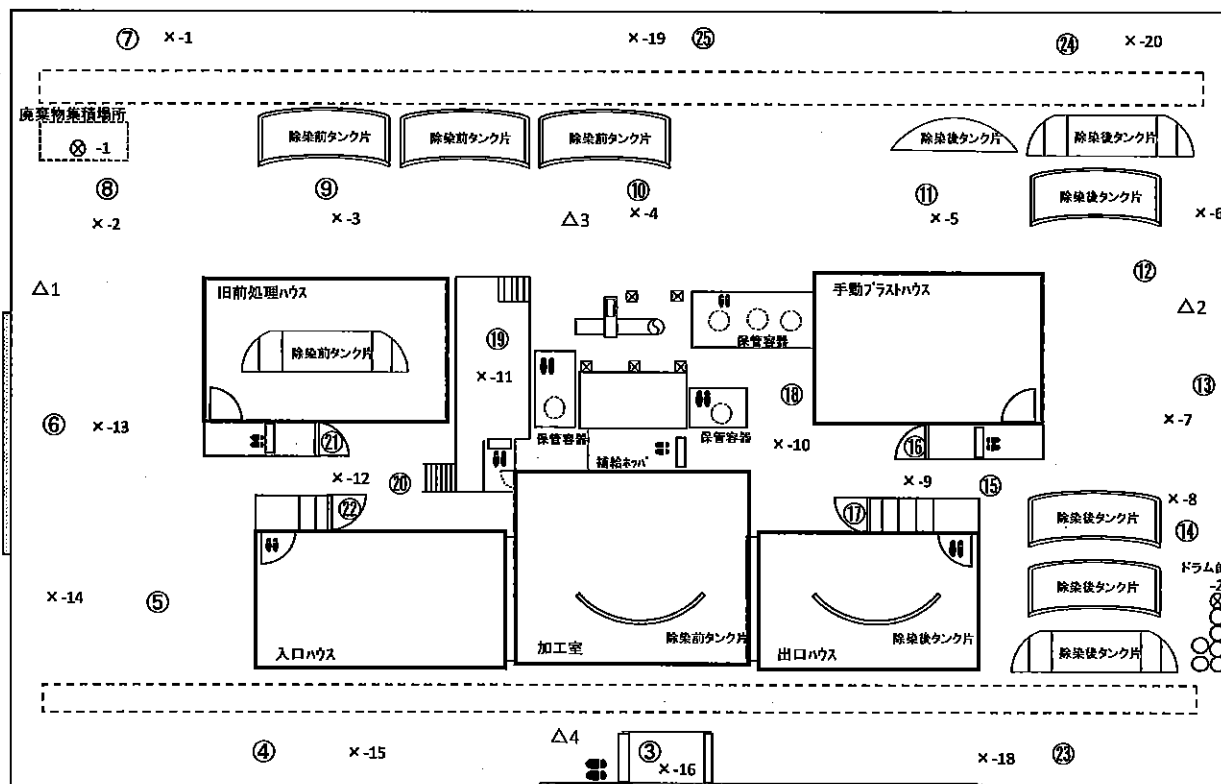 ⑦ ×-1 ×-19 ㉕ ㉔ ×-20
廃棄物集積場所
⊗ -1
除染前タンク片 除染前タンク片 除染前タンク片 除染後タンク片 除染後タンク片
⑧ ⑨ ⑩ ⑪ 除染後タンク片
×-2 ×-3 △3 ×-4 ×-5 ×-6
△1 旧前処理ハウス 手動ブラストハウス ⑫
△2
⑲ 保管容器
除染前タンク片
×-11 ⑱ ⑬
⑥ ×-13 ×-7
㉑ 保管容器 保管容器 ×-10 ⑯
補給ホッパ
×-12 ⑳ ×-9 ⑮
㉒ ⑰ 除染後タンク片 ×-8
⑭
×-14 ⑤ 除染後タンク片
入口ハウス 加工室 除染前タンク片 出口ハウス 除染後タンク片 除染後タンク片
④ ×-15 △4 ③ ×-16 ×-18 ㉓